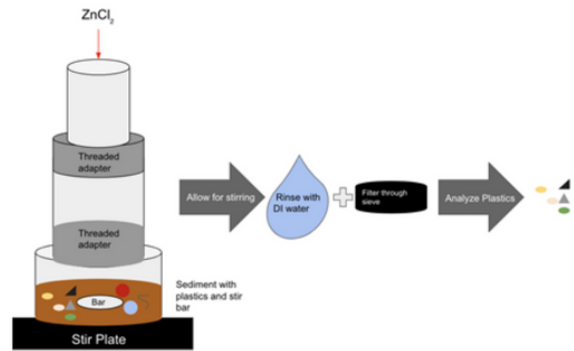 ZnCl₂
Threaded
adapter
Threaded
adapter
Bar
Sediment with
plastics and stir
bar
Stir Plate
Allow for stirring
Rinse with
DI water
Filter through
sieve
Analyze Plastics